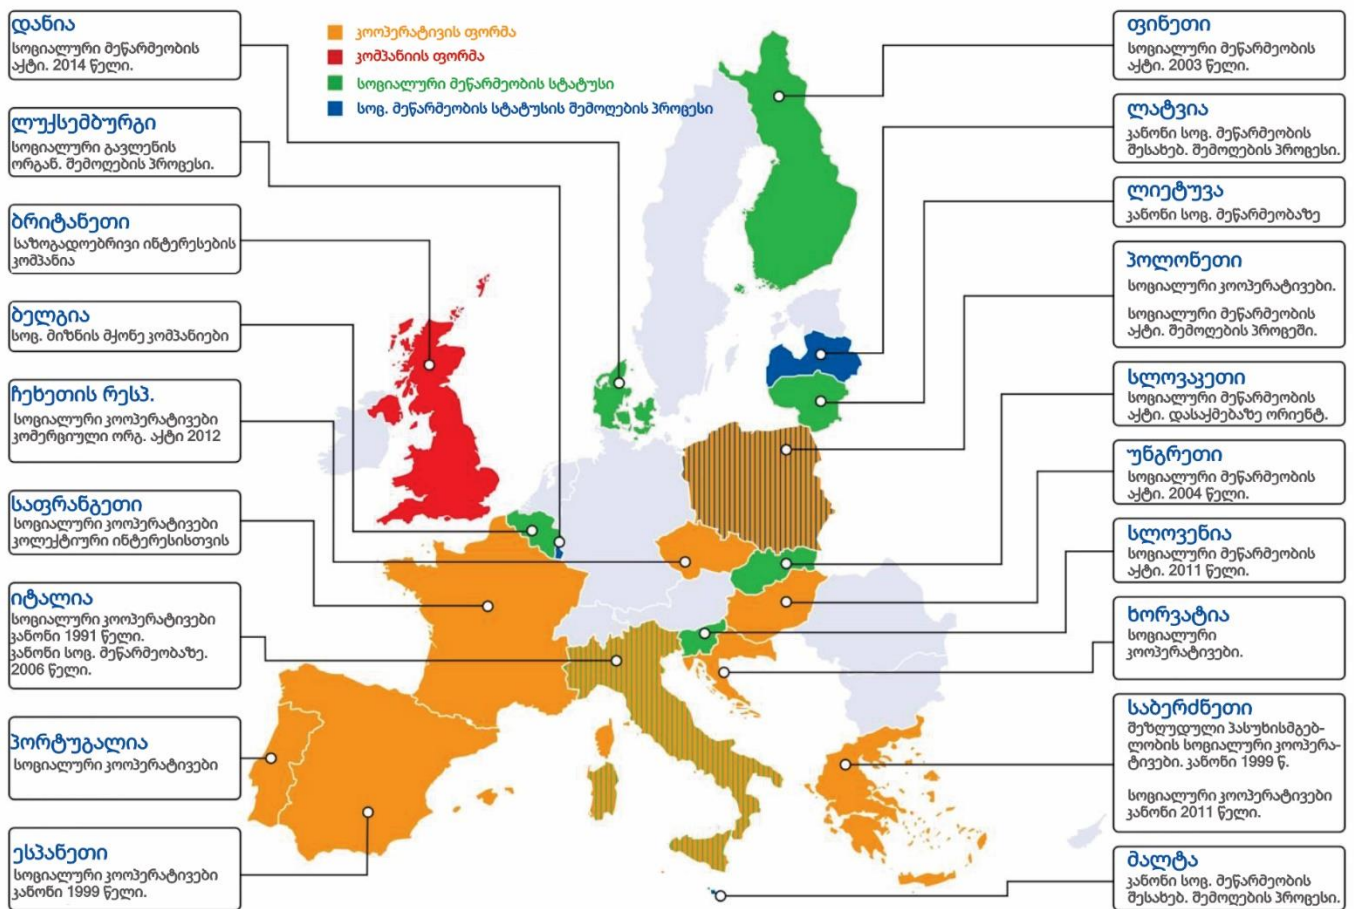 დანია
სოციალური მეწარმეობის
აქტი. 2014 წელი.
ლუქსემბურგი
სოციალური გავლენის
ორგან. შემოღების პროცესი.
ბრიტანეთი
საზოგადოებრივი ინტერესების
კომპანია
ბელგია
სოც. მიზნის მქონე კომპანიები
ჩეხეთის რესპ.
სოციალური კოოპერატივები
კომერციული ორგ. აქტი 2012
საფრანგეთი
სოციალური კოოპერატივები
კოლექტიური ინტერესისთვის
იტალია
სოციალური კოოპერატივები
კანონი 1991 წელი.
კანონი სოც. მეწარმეობაზე.
2006 წელი.
პორტუგალია
სოციალური კოოპერატივები
ესპანეთი
სოციალური კოოპერატივები
კანონი 1999 წელი.
კოოპერატივის ფორმა
კომპანიის ფორმა
სოციალური მეწარმეობის სტატუსი
სოც. მეწარმეობის სტატუსის შემოღების პროცესი
ფინეთი
სოციალური მეწარმეობის
აქტი. 2003 წელი.
ლატვია
კანონი სოც. მეწარმეობის
შესახებ. შემოღების პროცესი.
ლიეტუვა
კანონი სოც. მეწარმეობაზე
პოლონეთი
სოციალური კოოპერატივები.
სოციალური მეწარმეობის
აქტი. შემოღების პროცეში.
სლოვაკეთი
სოციალური მეწარმეობის
აქტი. დასაქმებაზე ორიენტ.
უნგრეთი
სოციალური მეწარმეობის
აქტი. 2004 წელი.
სლოვენია
სოციალური მეწარმეობის
აქტი. 2011 წელი.
ხორვატია
სოციალური
კოოპერატივები.
საბერძნეთი
შეზღუდული პასუხისმგებ-
ლობის სოციალური კოოპერა-
ტივები. კანონი 1999 წ.
სოციალური კოოპერატივები
კანონი 2011 წელი.
მალტა
კანონი სოც. მეწარმეობის
შესახებ. შემოღების პროცესი.